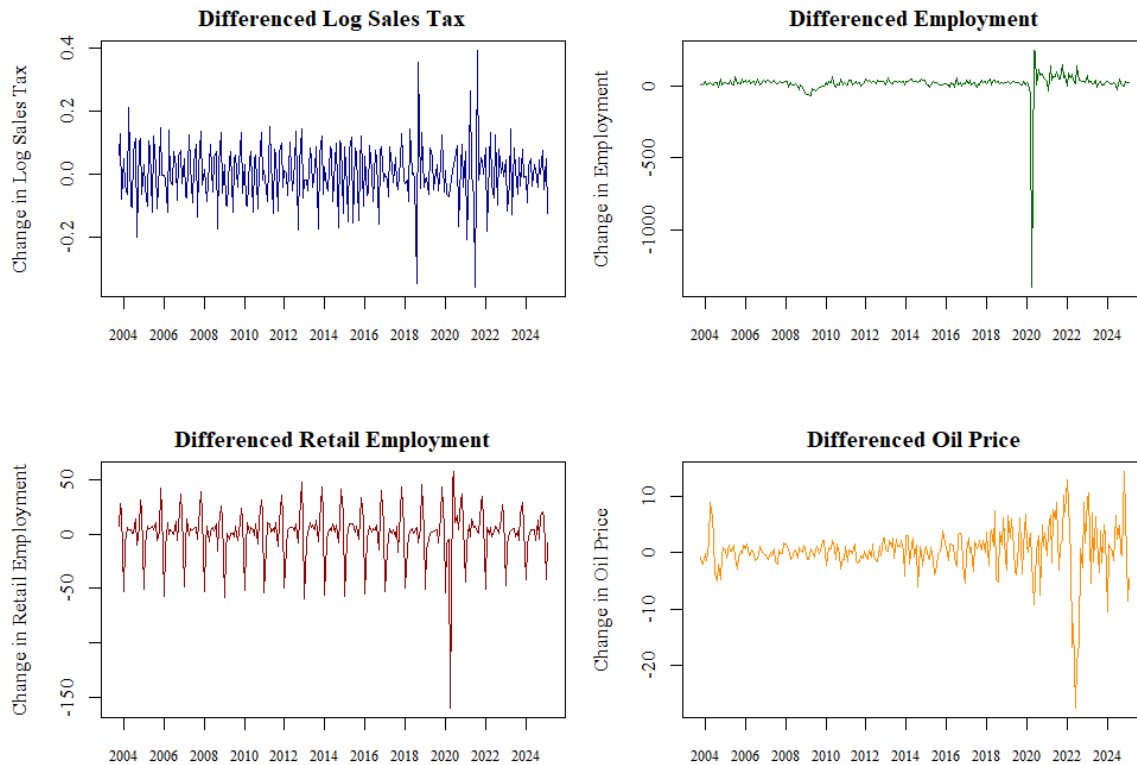 Differenced Log Sales Tax
Change in Log Sales Tax
0.4
0.2
0.0
-0.2
2004 2006 2008 2010 2012 2014 2016 2018 2020 2022 2024
Differenced Employment
Change in Employment
0
-500
-1000
2004 2006 2008 2010 2012 2014 2016 2018 2020 2022 2024
Differenced Retail Employment
Change in Retail Employment
50
0
-50
-150
2004 2006 2008 2010 2012 2014 2016 2018 2020 2022 2024
Differenced Oil Price
Change in Oil Price
10
0
-10
-20
2004 2006 2008 2010 2012 2014 2016 2018 2020 2022 2024